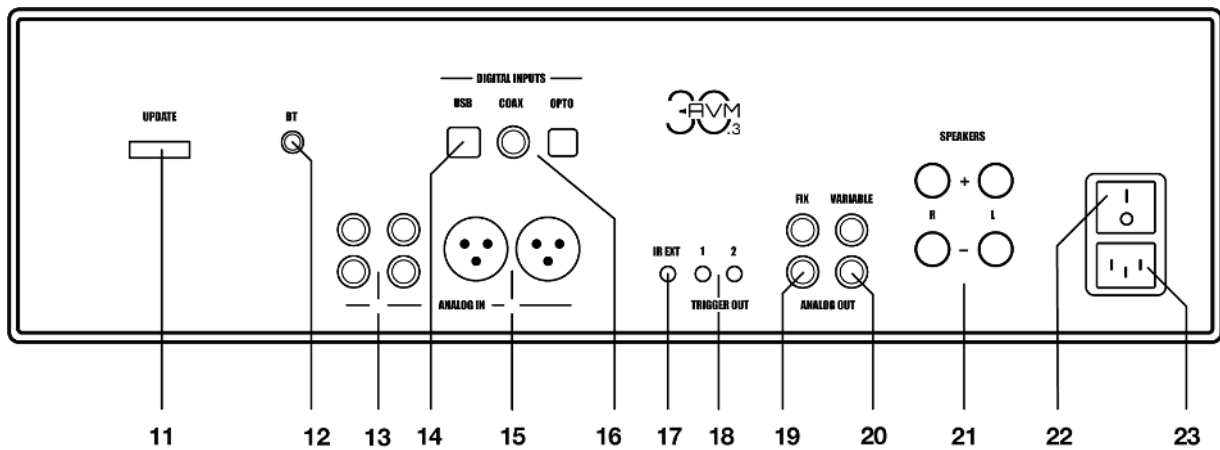 DIGITAL INPUTS
UPDATE
BT
USB COAX OPTO
30 AVM .3
SPEAKERS
+
FIX VARIABLE
R L
IR EXT 1 2
-
ANALOG IN
TRIGGER OUT
ANALOG OUT
11 12 13 14 15 16 17 18 19 20 21 22 23